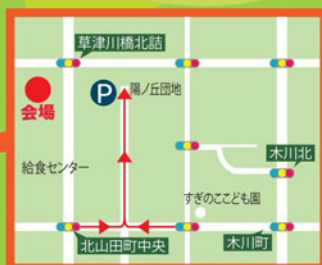 草津川橋北詰
会場
P
陽ノ丘団地
木川北
給食センター
すぎのここども園
北山田町中央
木川町